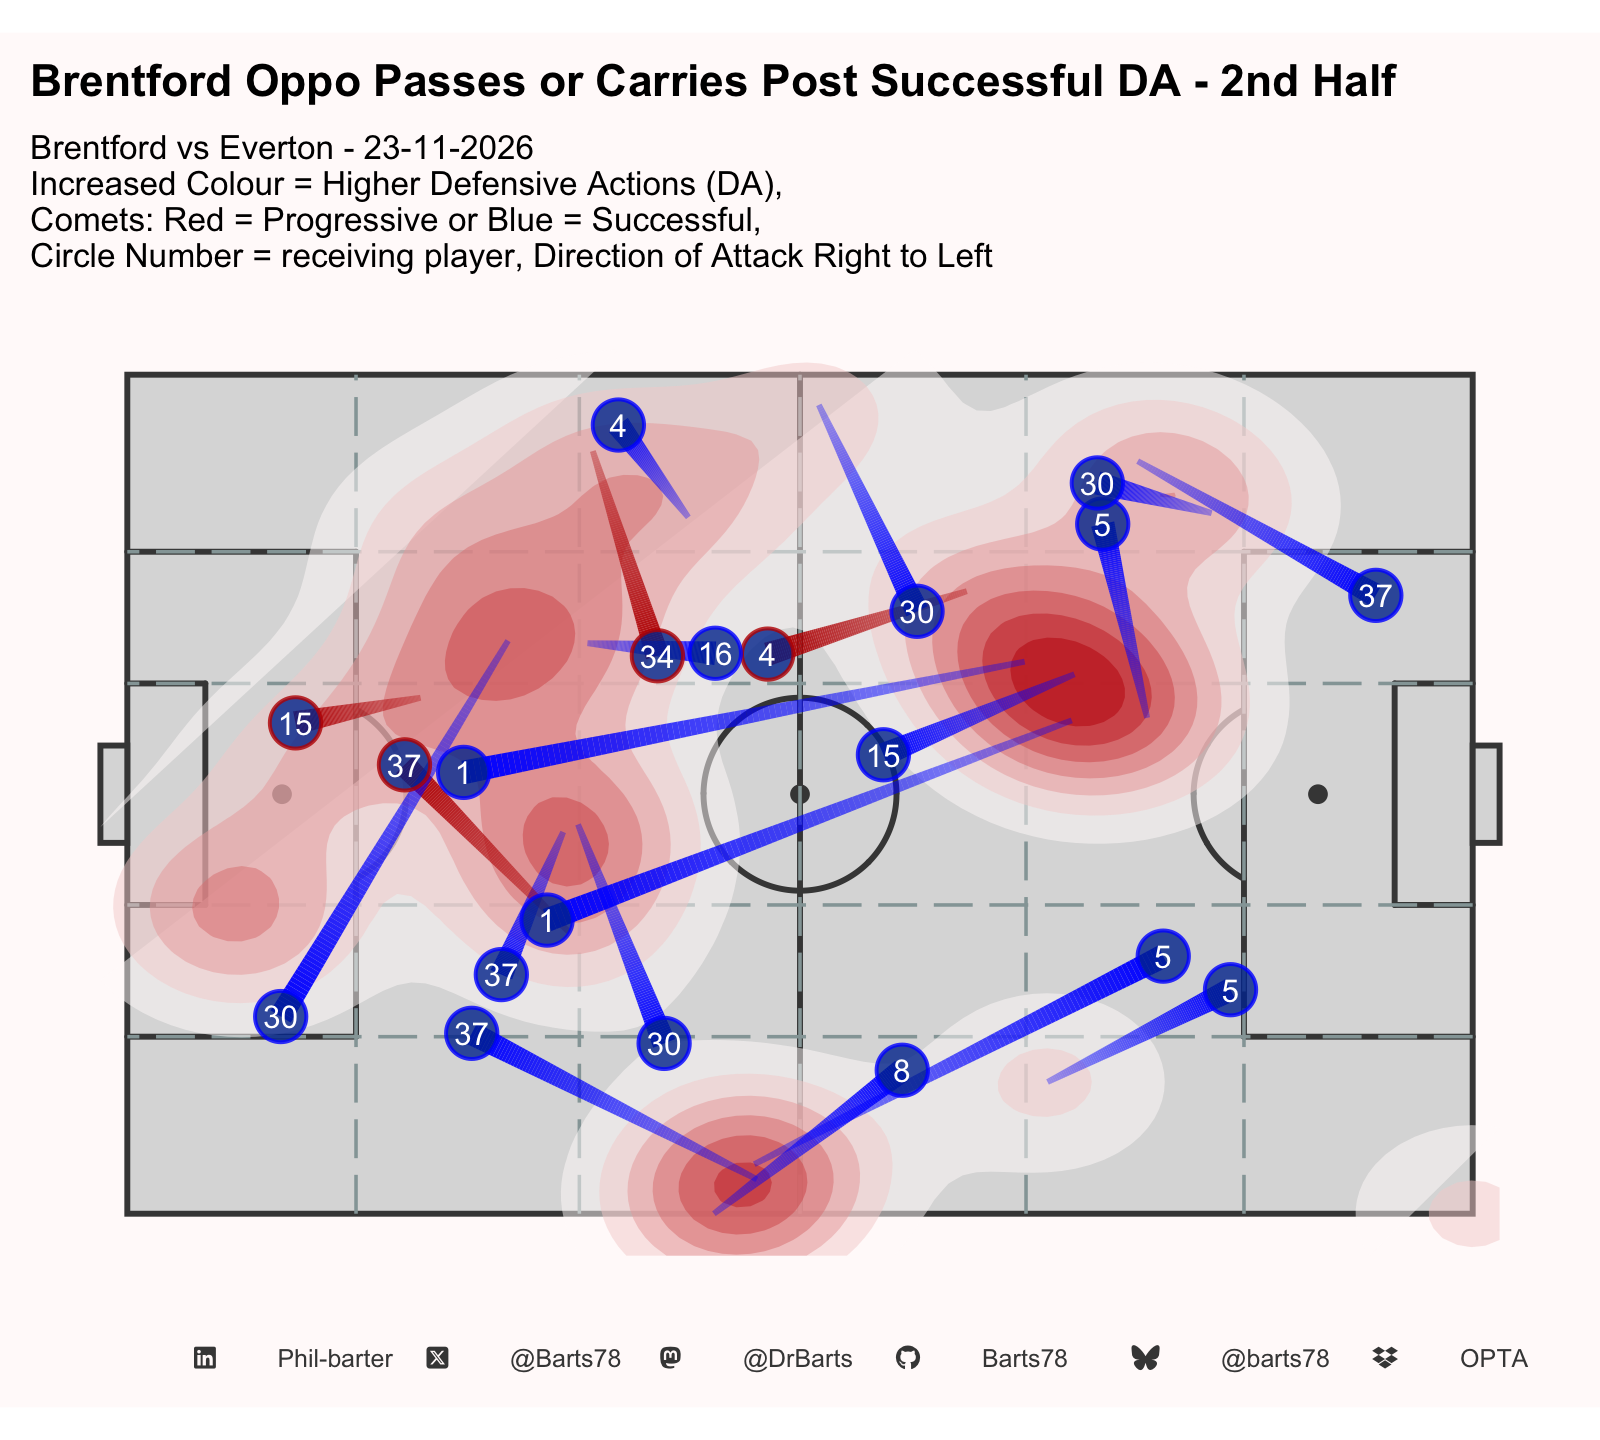 Brentford Oppo Passes or Carries Post Successful DA - 2nd Half
Brentford vs Everton - 23-11-2026
Increased Colour = Higher Defensive Actions (DA),
Comets: Red = Progressive or Blue = Successful,
Circle Number = receiving player, Direction of Attack Right to Left
4
30
5
37
30
34
16
4
15
37
1
15
1
37
5
5
30
37
30
8
Phil-barter
@Barts78
@DrBarts
Barts78
@barts78
OPTA